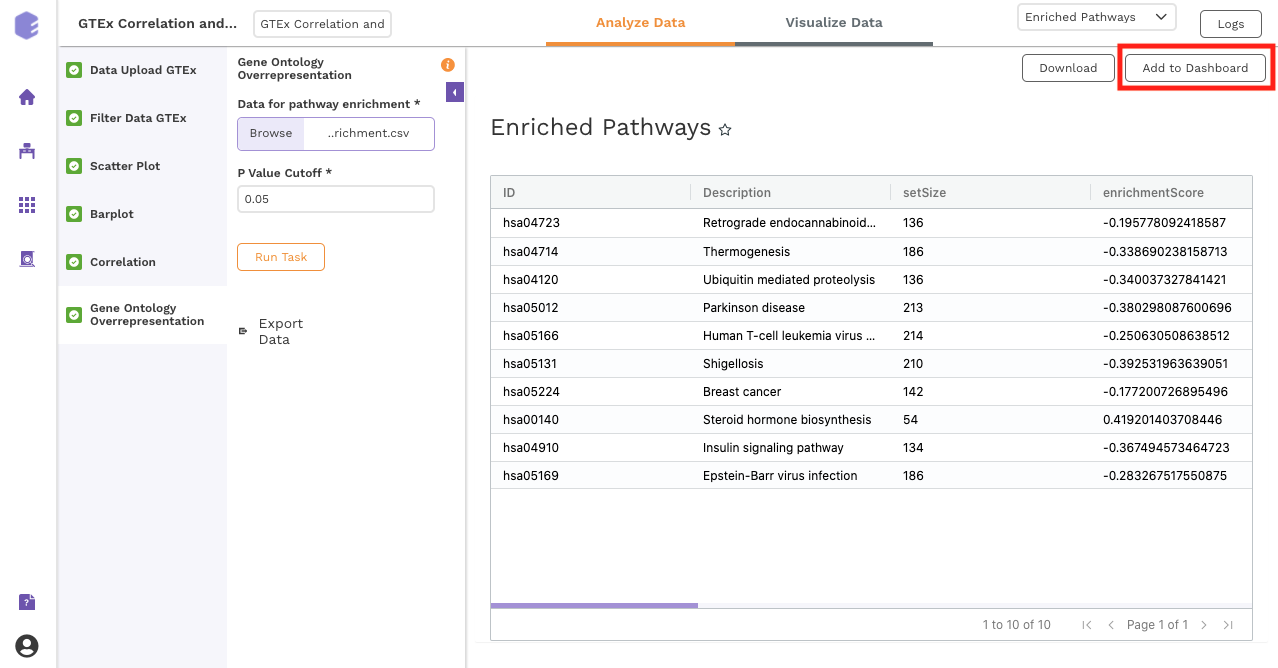 GTEx Correlation and...
GTEx Correlation and
Analyze Data
Visualize Data
Enriched Pathways
Logs
Data Upload GTEx
Filter Data GTEx
Scatter Plot
Barplot
Correlation
Gene Ontology
Overrepresentation
Gene Ontology
Overrepresentation
i
Data for pathway enrichment *
Browse ..richment.csv
P Value Cutoff *
0.05
Run Task
Export
Data
Download
Add to Dashboard
Enriched Pathways
ID Description setSize enrichmentScore
hsa04723 Retrograde endocannabinoid... 136 -0.195778092418587
hsa04714 Thermogenesis 186 -0.338690238158713
hsa04120 Ubiquitin mediated proteolysis 136 -0.340037327841421
hsa05012 Parkinson disease 213 -0.380298087600696
hsa05166 Human T-cell leukemia virus ... 214 -0.250630508638512
hsa05131 Shigellosis 210 -0.392531963639051
hsa05224 Breast cancer 142 -0.177200726895496
hsa00140 Steroid hormone biosynthesis 54 0.419201403708446
hsa04910 Insulin signaling pathway 134 -0.367494573464723
hsa05169 Epstein-Barr virus infection 186 -0.283267517550875
1 to 10 of 10 Page 1 of 1
?